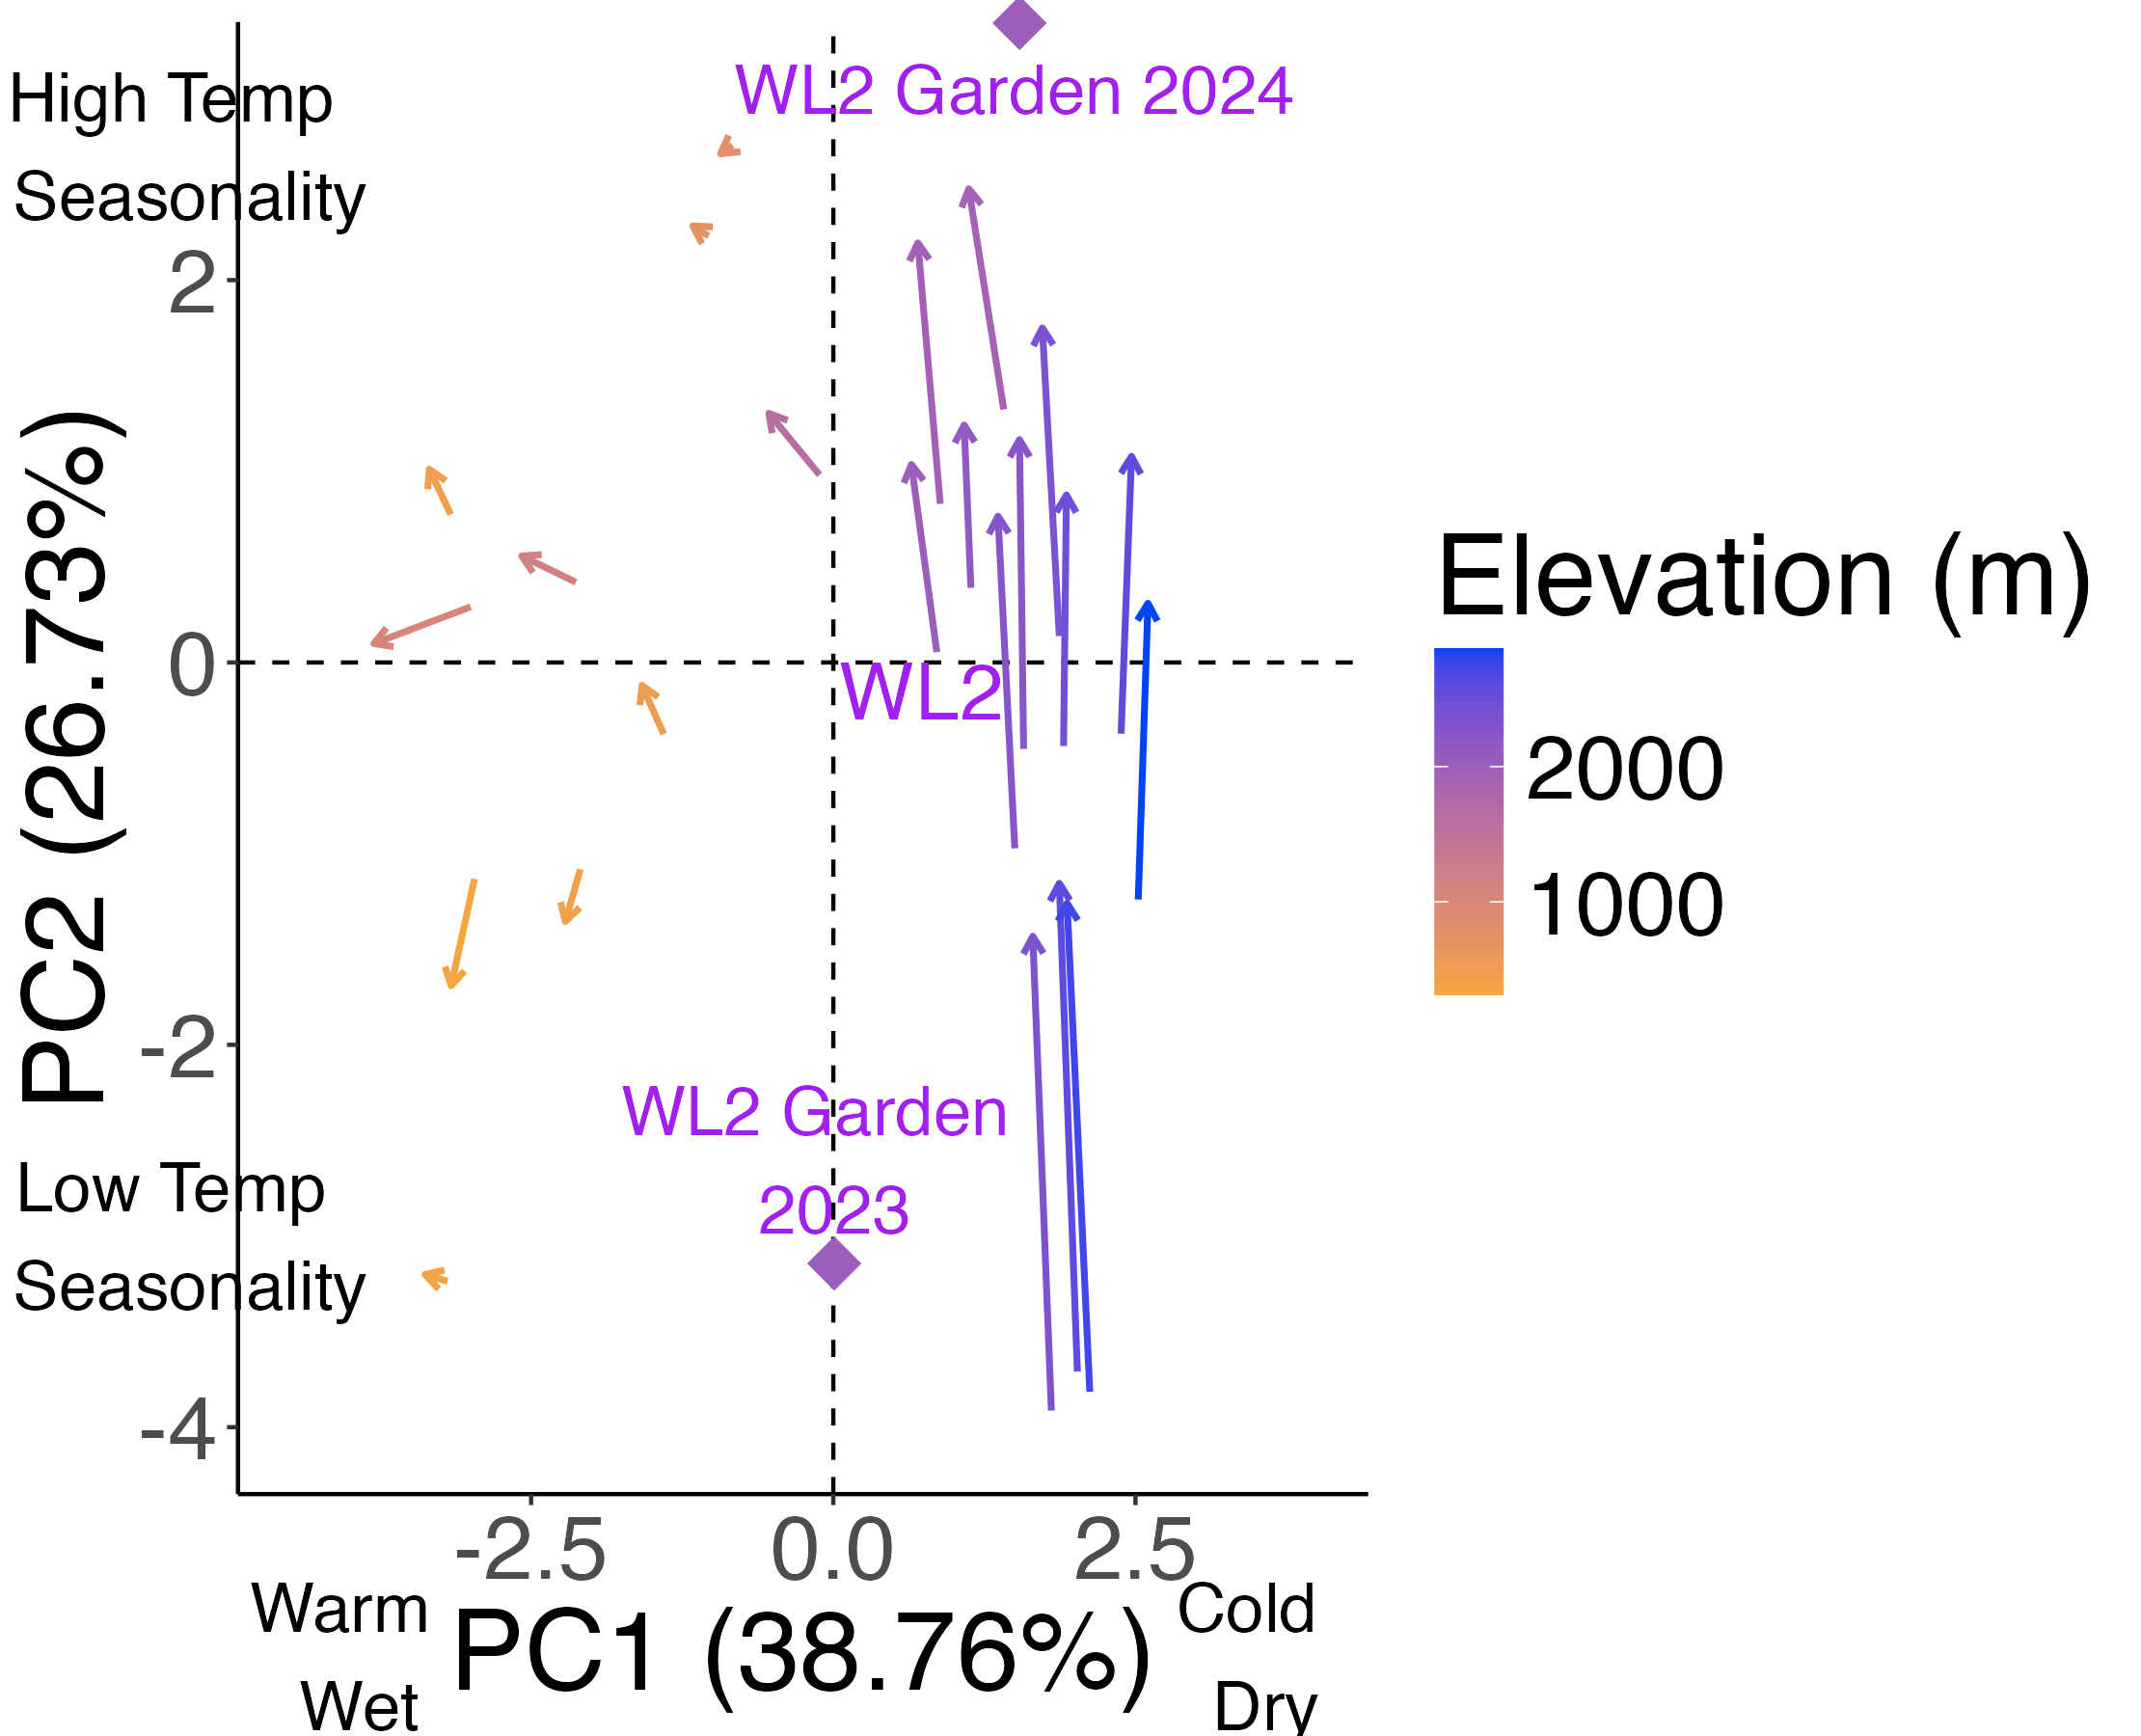 WL2 Garden 2024
High Temp
Seasonality
2
0
-2
-4
PC2 (26.73%)
WL2
WL2 Garden
2023
Low Temp
Seasonality
-2.5
0.0
2.5
Warm
Wet
PC1 (38.76%)
Cold
Dry
Elevation (m)
2000
1000